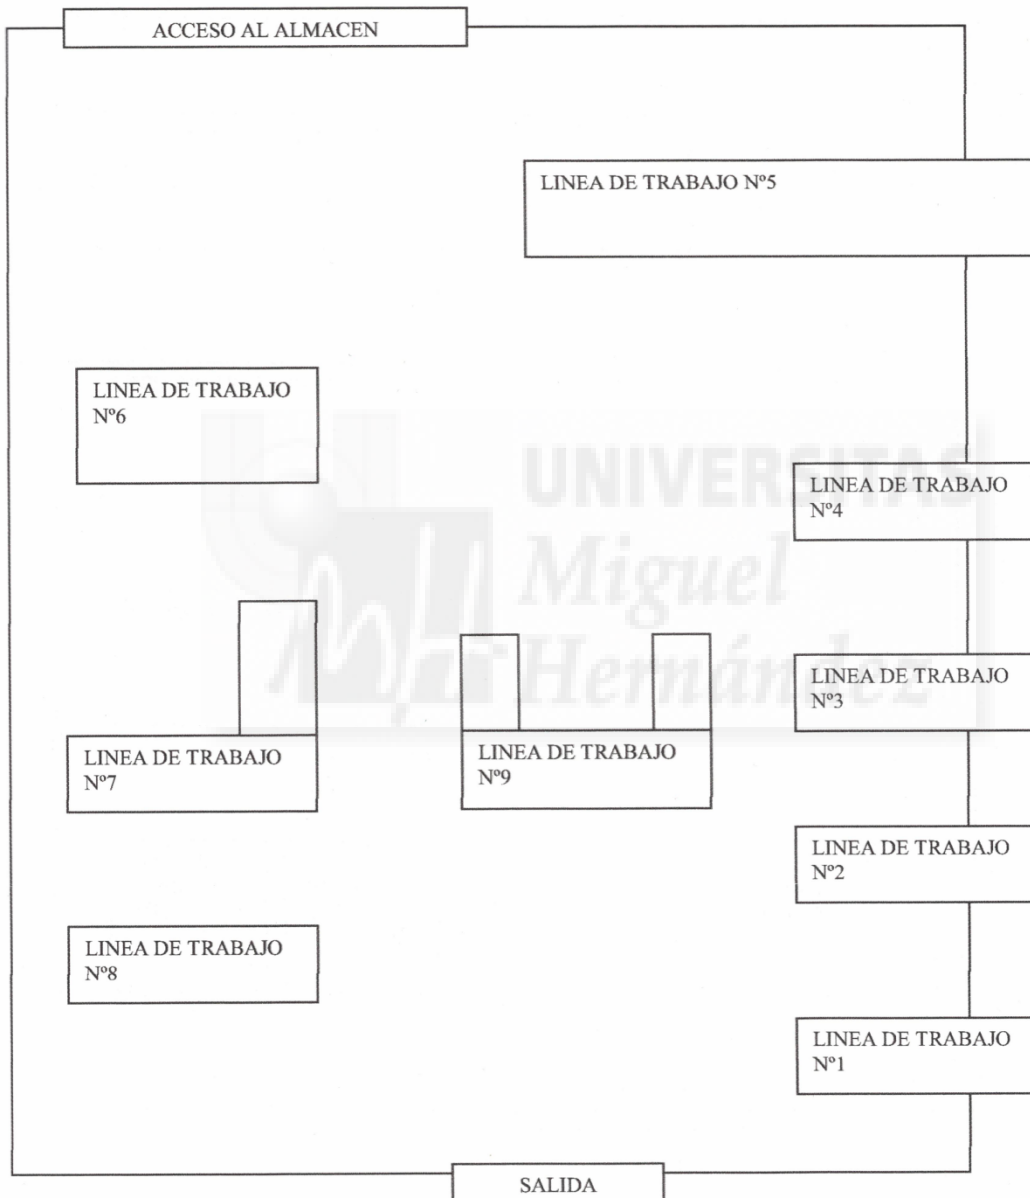 ACCESO AL ALMACEN
LINEA DE TRABAJO Nº5
LINEA DE TRABAJO
Nº6
UNIVERSITAS
Miguel
Hernández
LINEA DE TRABAJO
Nº4
LINEA DE TRABAJO
Nº3
LINEA DE TRABAJO
Nº7
LINEA DE TRABAJO
Nº9
LINEA DE TRABAJO
Nº2
LINEA DE TRABAJO
Nº8
LINEA DE TRABAJO
Nº1
SALIDA